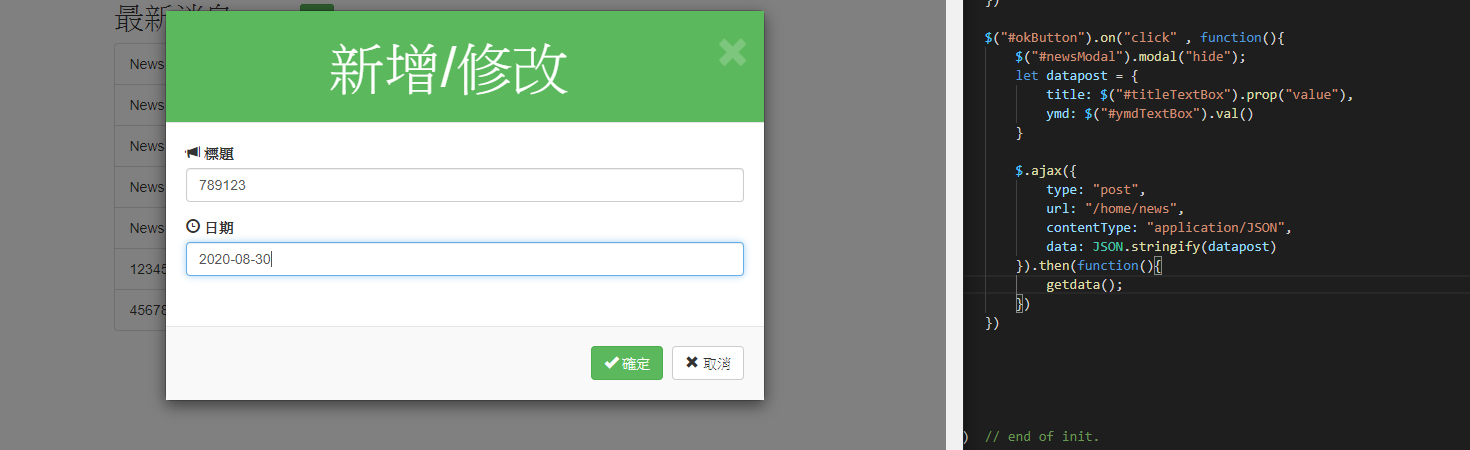 最新消息
News
News
News
News
News
12345
45678
新增/修改
標題
789123
日期
2020-08-30
確定
取消
})
$("#okButton").on("click" , function(){
$("#newsModal").modal("hide");
let datapost = {
title: $("#titleTextBox").prop("value"),
ymd: $("#ymdTextBox").val()
}
$.ajax({
type: "post",
url: "/home/news",
contentType: "application/JSON",
data: JSON.stringify(datapost)
}).then(function(){
getdata();
})
})
) // end of init.